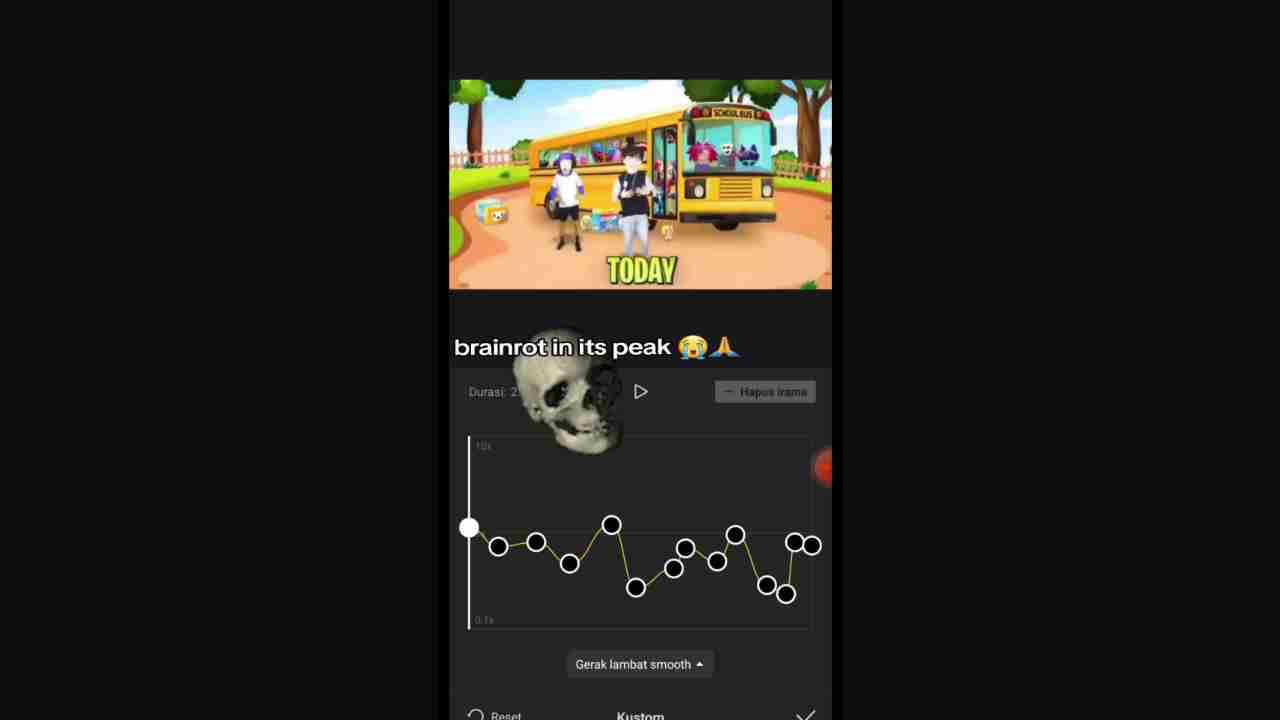 SCHOOL BUS
TODAY
brainrot in its peak 😭🙏
Durasi: 2
− Hapus irama
10x
0.1x
Gerak lambat smooth
Reset
Kustom